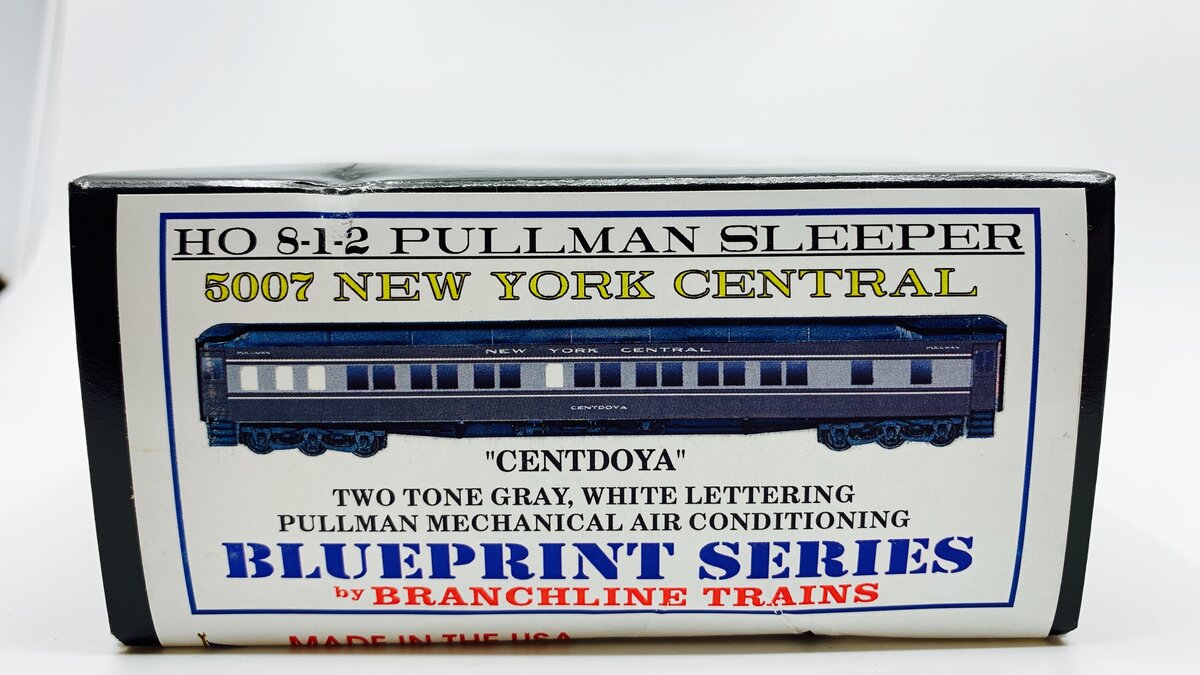 HO 8-1-2 PULLMAN SLEEPER
5007 NEW YORK CENTRAL
PULLMAN NEW YORK CENTRAL PULLMAN
CENTDOYA
"CENTDOYA"
TWO TONE GRAY, WHITE LETTERING
PULLMAN MECHANICAL AIR CONDITIONING
BLUEPRINT SERIES
by BRANCHLINE TRAINS
MADE IN THE USA